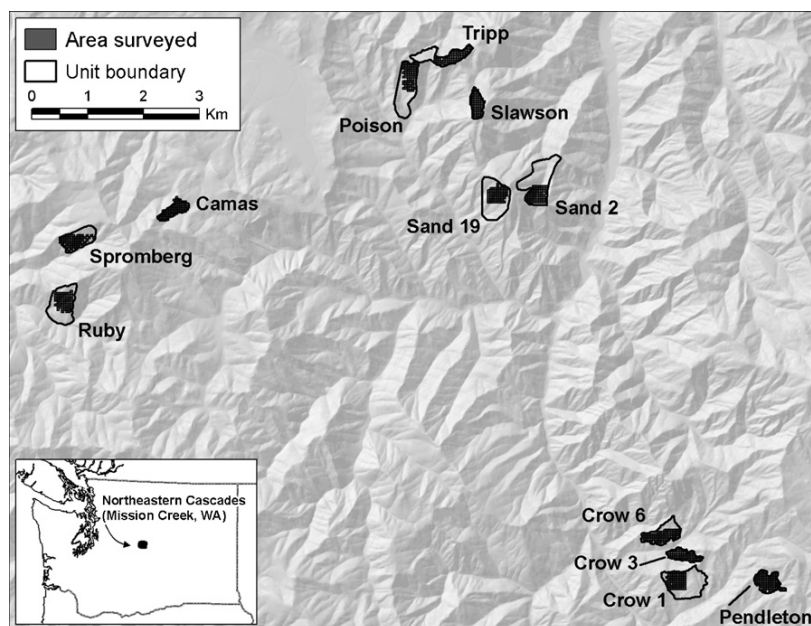 Area surveyed
Unit boundary
0 1 2 3
Km
Tripp
Poison
Slawson
Camas
Sand 19
Sand 2
Spromberg
Ruby
Northeastern Cascades
(Mission Creek, WA)
Crow 6
Crow 3
Crow 1
Pendleton